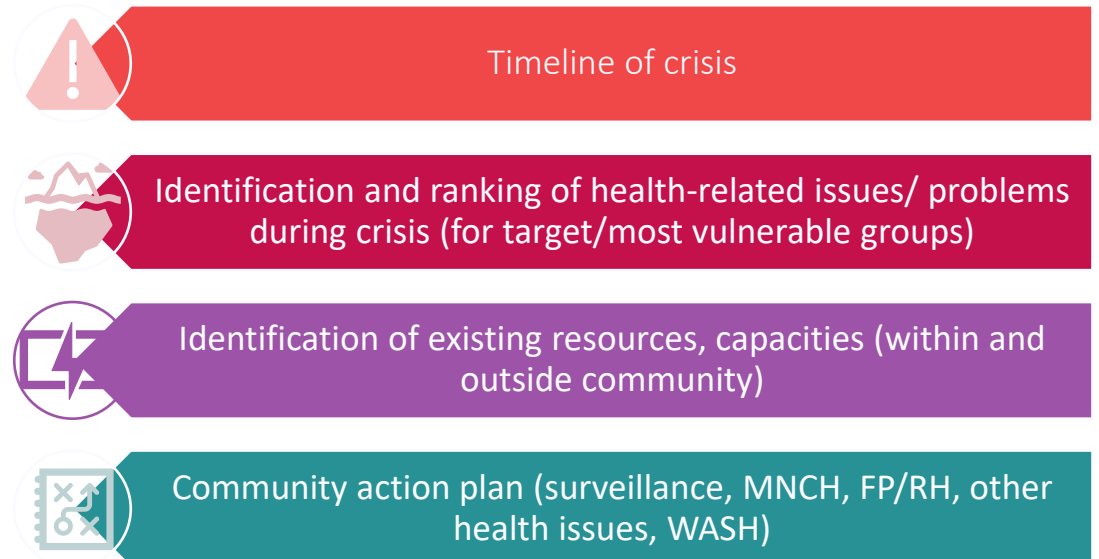 Timeline of crisis
Identification and ranking of health-related issues/ problems
during crisis (for target/most vulnerable groups)
Identification of existing resources, capacities (within and
outside community)
Community action plan (surveillance, MNCH, FP/RH, other
health issues, WASH)